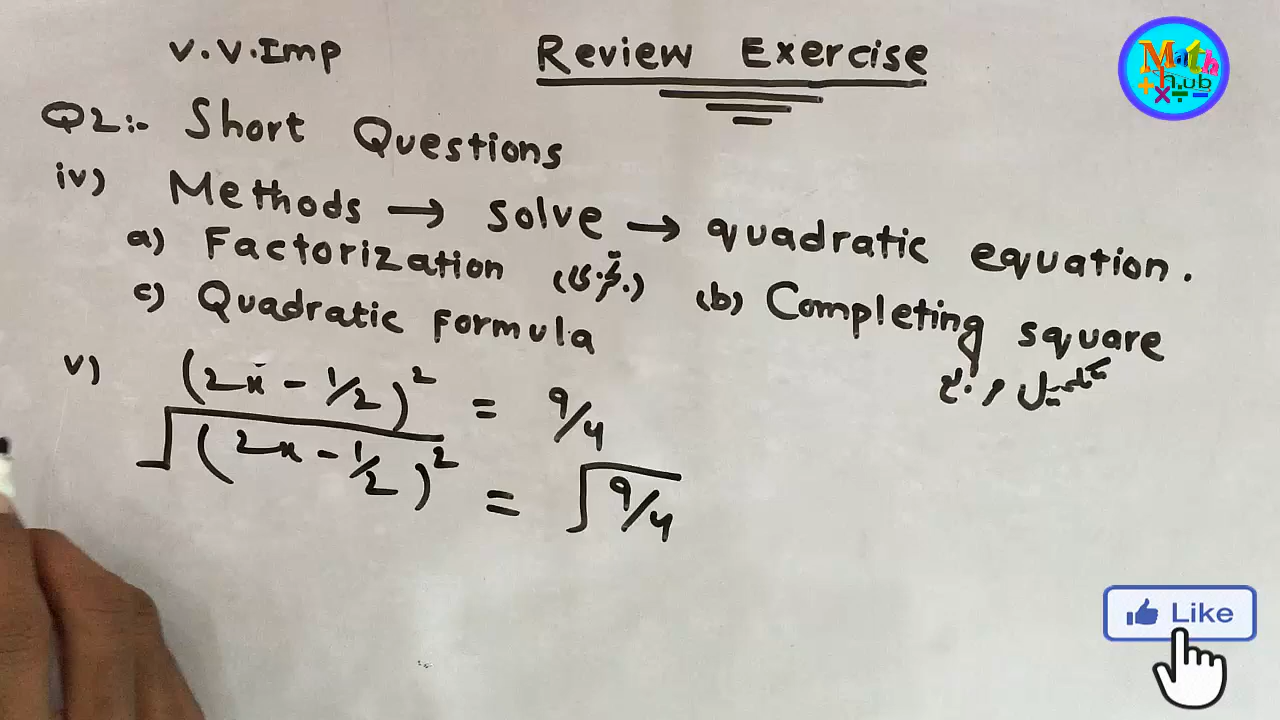 V.V.Imp Review Exercise
Math hub
Q2:- Short Questions
iv) Methods → solve → quadratic equation.
a) Factorization (b) Completing square
c) Quadratic formula
v) (2x - 1/2)² = 9/4
√(2x - 1/2)² = √9/4
Like